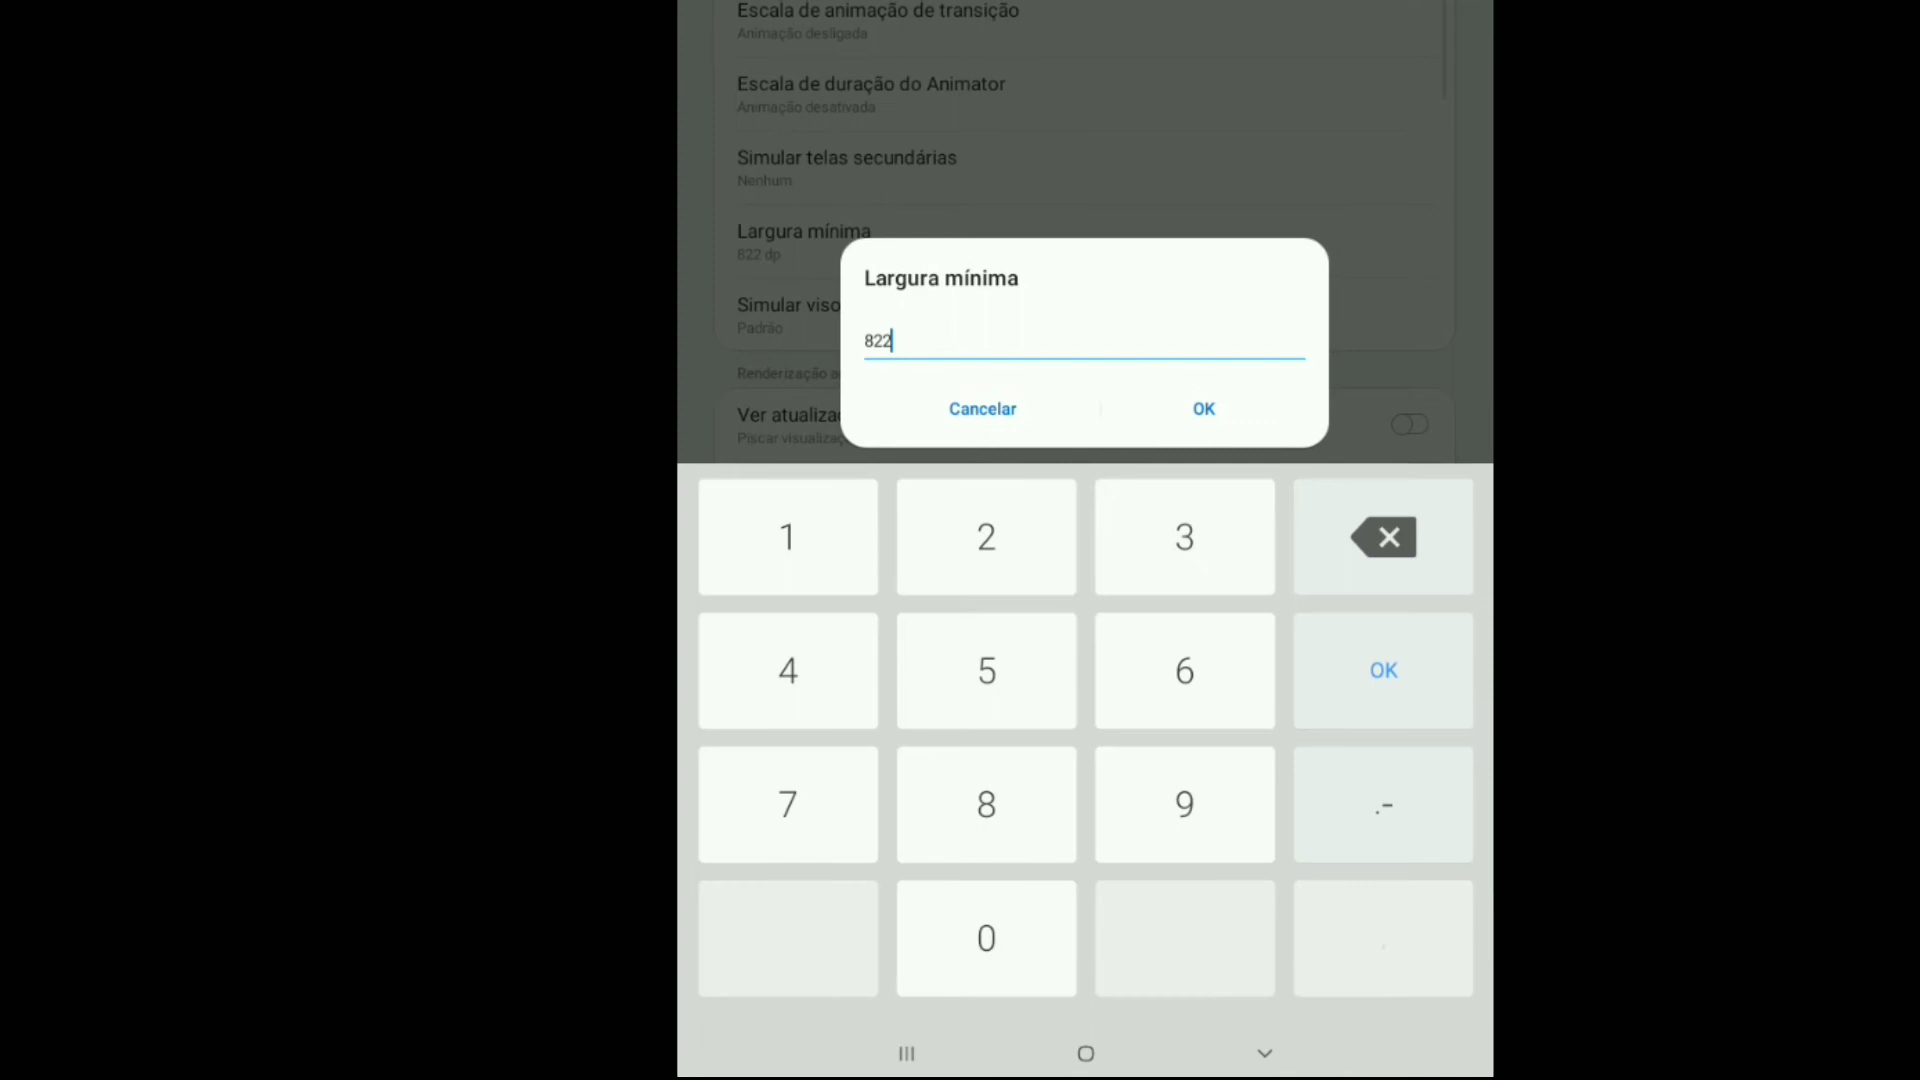 Escala de animação de transição
Animação desligada
Escala de duração do Animator
Animação desativada
Simular telas secundárias
Nenhum
Largura mínima
822 dp
Largura mínima
822
Cancelar
OK
Simular viso
Padrão
Renderização a
Ver atualiza
Piscar visualiza
1
2
3
4
5
6
OK
7
8
9
.-
0
,